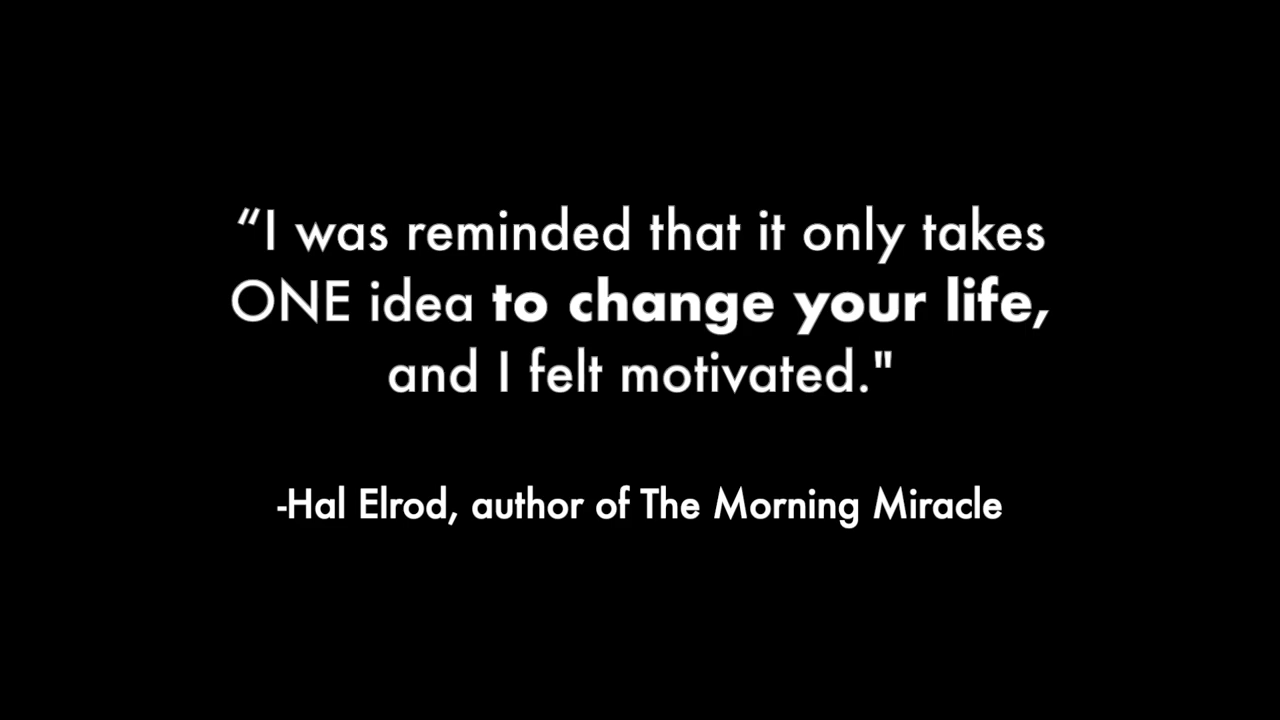 “I was reminded that it only takes
ONE idea to change your life,
and I felt motivated."
-Hal Elrod, author of The Morning Miracle